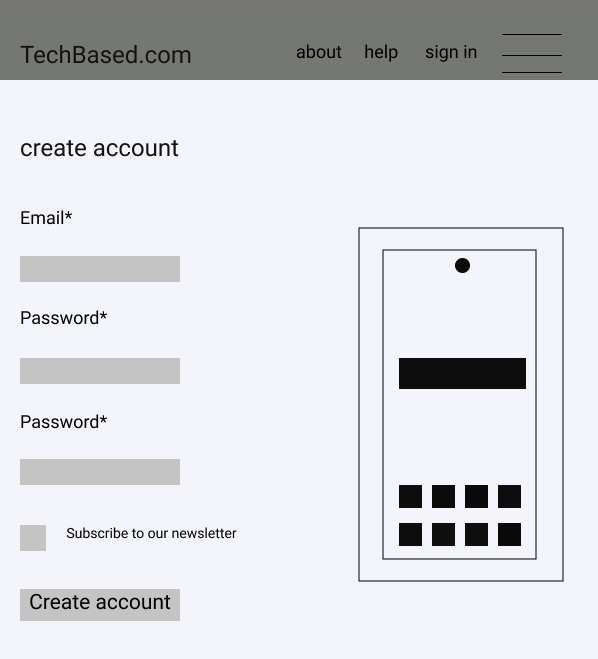 TechBased.com about help sign in
create account
Email*
Password*
Password*
Subscribe to our newsletter
Create account